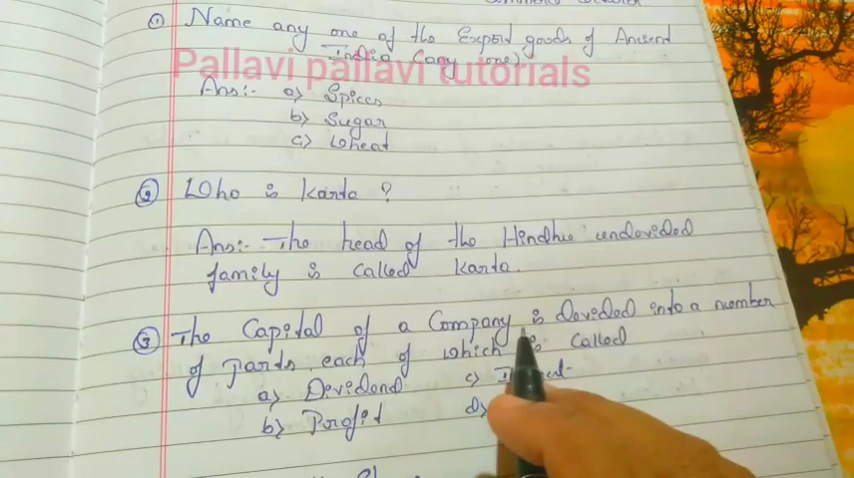 ① Name any one of the Export goods of Ancient
India (any one)
Pallavi pallavi tutorials
Ans:- a) Spices
b) Sugar
c) Wheat
② Who is karta ?
Ans:- The head of the Hindhu undevided
family is called karta.
③ The Capital of a Company is devided into a number
of parts each of which is called
a) Devidend c)
b) Profit d)